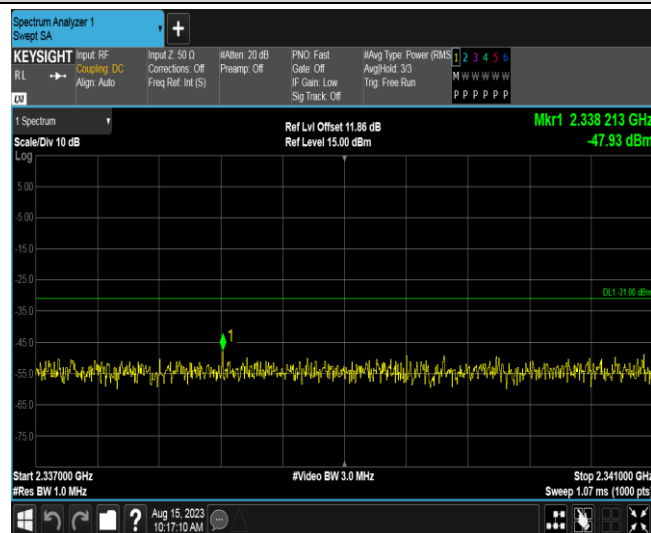 Spectrum Analyzer 1
Swept SA
+
KEYSIGHT
RL
Input: RF
Coupling: DC
Align: Auto
Input Z: 50 Ω
Corrections: Off
Freq Ref: Int (S)
#Atten: 20 dB
Preamp: Off
PNO: Fast
Gate: Off
IF Gain: Low
Sig Track: Off
#Avg Type: Power (RMS
Avg|Hold: 3/3
Trig: Free Run
1 2 3 4 5 6
M W W W W W
P P P P P P
1 Spectrum
Scale/Div 10 dB
Log
Ref Lvl Offset 11.86 dB
Ref Level 15.00 dBm
Mkr1 2.338 213 GHz
-47.93 dBm
5.00
-5.00
-15.0
-25.0
DL1 -31.00 dBm
-35.0
1
-45.0
-55.0
-65.0
-75.0
Start 2.337000 GHz
#Res BW 1.0 MHz
#Video BW 3.0 MHz
Stop 2.341000 GHz
Sweep 1.07 ms (1000 pts)
?
Aug 15, 2023
10:17:10 AM